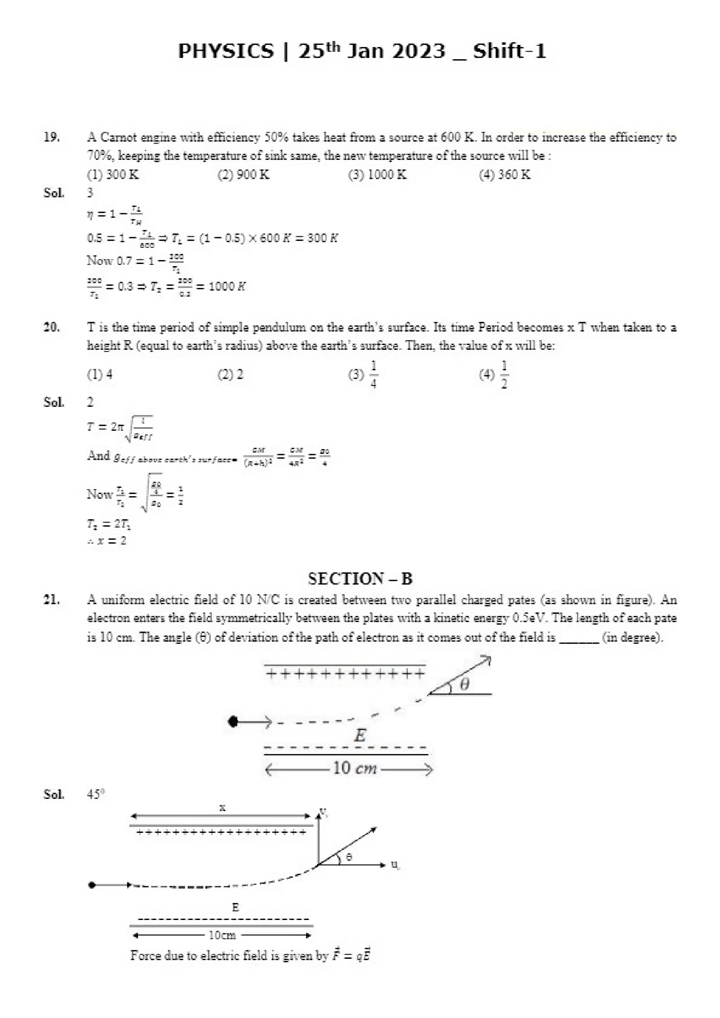 PHYSICS | 25th Jan 2023 _ Shift-1
19. A Carnot engine with efficiency 50% takes heat from a source at 600 K. In order to increase the efficiency to
70%, keeping the temperature of sink same, the new temperature of the source will be :
(1) 300 K (2) 900 K (3) 1000 K (4) 360 K
Sol. 3
η = 1 − T_L/T_H
0.5 = 1 − T_L/600 ⇒ T_L = (1 − 0.5) × 600 K = 300 K
Now 0.7 = 1 − 300/T_2
300/T_2 = 0.3 ⇒ T_2 = 300/0.3 = 1000 K
20. T is the time period of simple pendulum on the earth's surface. Its time Period becomes x T when taken to a
height R (equal to earth's radius) above the earth's surface. Then, the value of x will be:
(1) 4 (2) 2 (3) 1/4 (4) 1/2
Sol. 2
T = 2π √(l/g_eff)
And g_eff above earth's surface= GM/(R+h)² = GM/4R² = g_0/4
Now T_1/T_2 = √((g_0/4)/g_0) = 1/2
T_2 = 2T_1
∴ x = 2
SECTION – B
21. A uniform electric field of 10 N/C is created between two parallel charged pates (as shown in figure). An
electron enters the field symmetrically between the plates with a kinetic energy 0.5eV. The length of each pate
is 10 cm. The angle (θ) of deviation of the path of electron as it comes out of the field is ______ (in degree).
++++++++++++
θ
E
10 cm
Sol. 45°
x
+++++++++++++++++++
θ
E
10cm
Force due to electric field is given by F⃗ = qE⃗